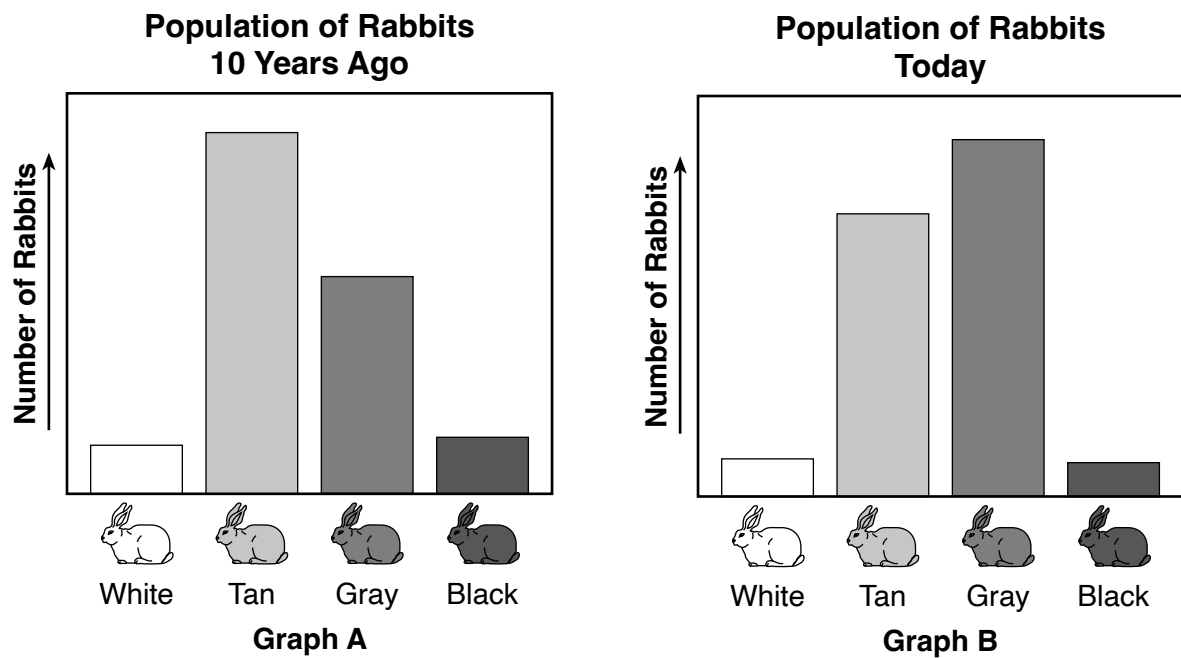 Population of Rabbits
10 Years Ago
Number of Rabbits
White
Tan
Gray
Black
Graph A
Population of Rabbits
Today
Number of Rabbits
White
Tan
Gray
Black
Graph B